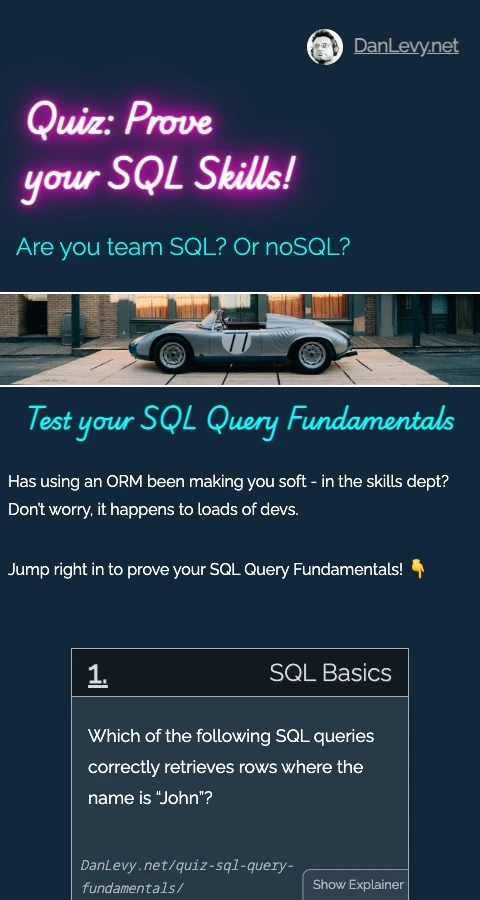 DanLevy.net
Quiz: Prove
your SQL Skills!
Are you team SQL? Or noSQL?
77
Test your SQL Query Fundamentals
Has using an ORM been making you soft - in the skills dept?
Don’t worry, it happens to loads of devs.
Jump right in to prove your SQL Query Fundamentals! 👇
1.
SQL Basics
Which of the following SQL queries
correctly retrieves rows where the
name is “John”?
DanLevy.net/quiz-sql-query-
fundamentals/
Show Explainer